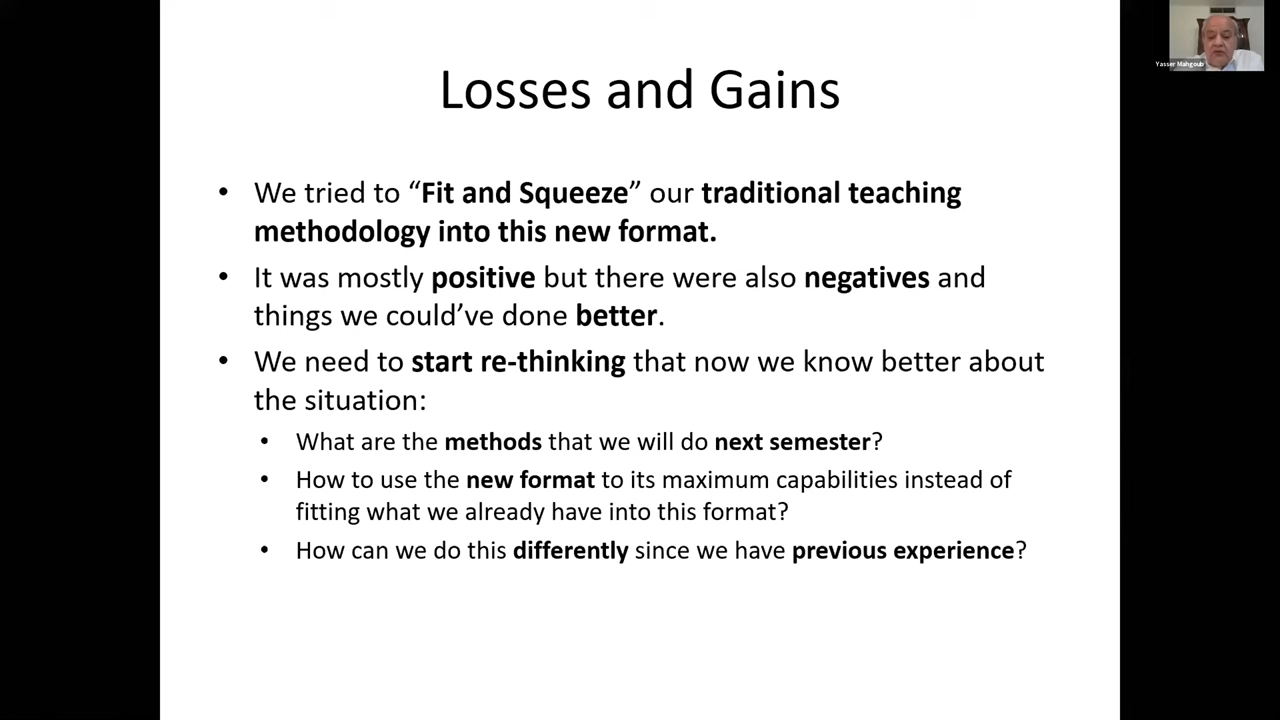 Yasser Mahgoub
Losses and Gains
• We tried to “Fit and Squeeze” our traditional teaching
methodology into this new format.
• It was mostly positive but there were also negatives and
things we could’ve done better.
• We need to start re-thinking that now we know better about
the situation:
• What are the methods that we will do next semester?
• How to use the new format to its maximum capabilities instead of
fitting what we already have into this format?
• How can we do this differently since we have previous experience?